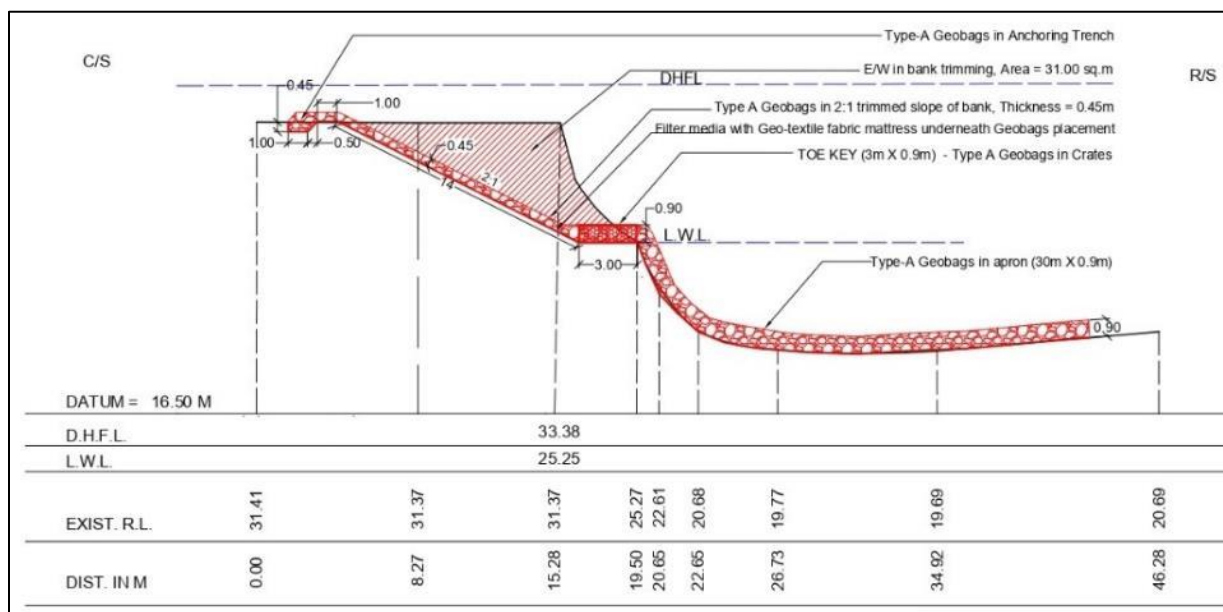 Type-A Geobags in Anchoring Trench
C/S
E/W in bank trimming, Area = 31.00 sq.m
R/S
DHFL
0.45
1.00
Type A Geobags in 2:1 trimmed slope of bank, Thickness = 0.45m
Filter media with Geo-textile fabric mattress underneath Geobags placement
1.00
0.50
0.45
TOE KEY (3m X 0.9m) - Type A Geobags in Crates
2:1
14
0.90
L.W.L.
3.00
Type-A Geobags in apron (30m X 0.9m)
0.90
DATUM = 16.50 M
D.H.F.L. 33.38
L.W.L. 25.25
EXIST. R.L. 31.41 31.37 31.37 25.27 22.61 20.68 19.77 19.69 20.69
DIST. IN M 0.00 8.27 15.28 19.50 20.65 22.65 26.73 34.92 46.28